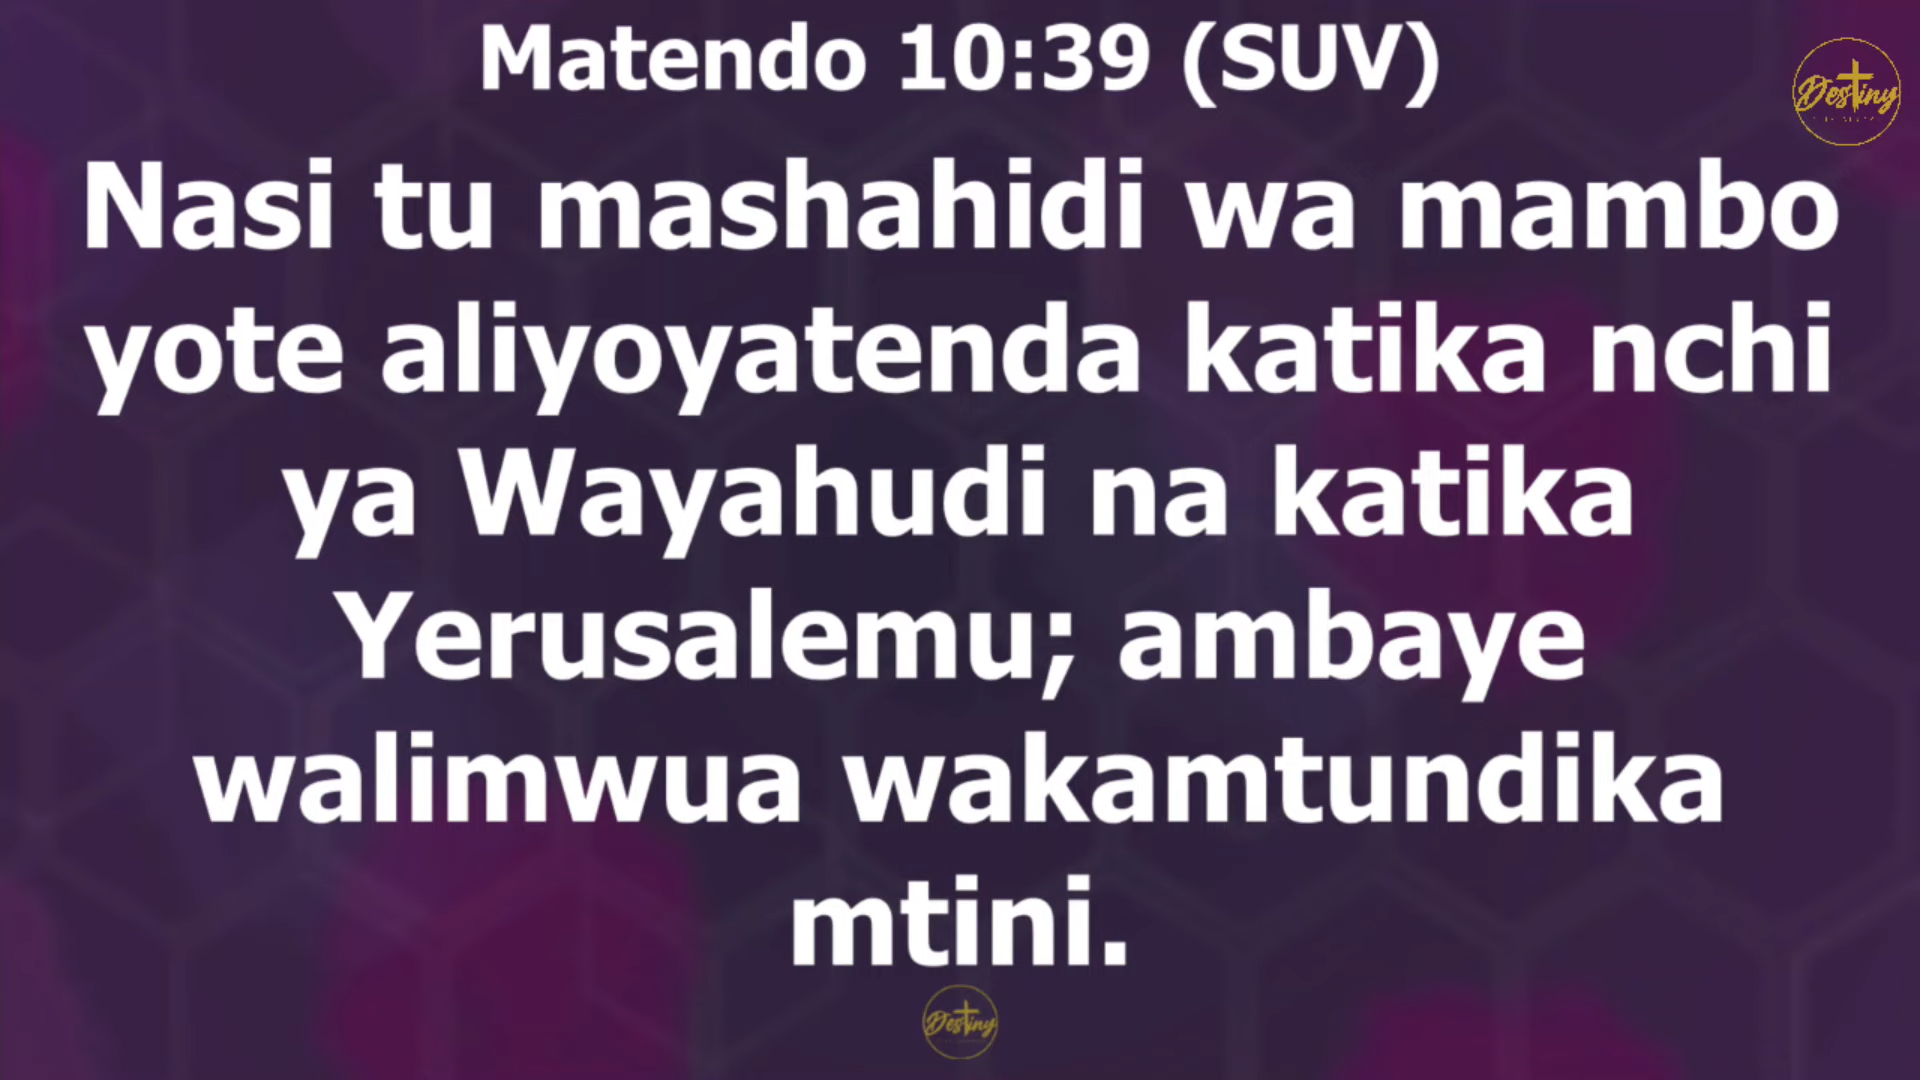 Matendo 10:39 (SUV)
Destiny
Nasi tu mashahidi wa mambo
yote aliyoyatenda katika nchi
ya Wayahudi na katika
Yerusalemu; ambaye
walimwua wakamtundika
mtini.
Destiny